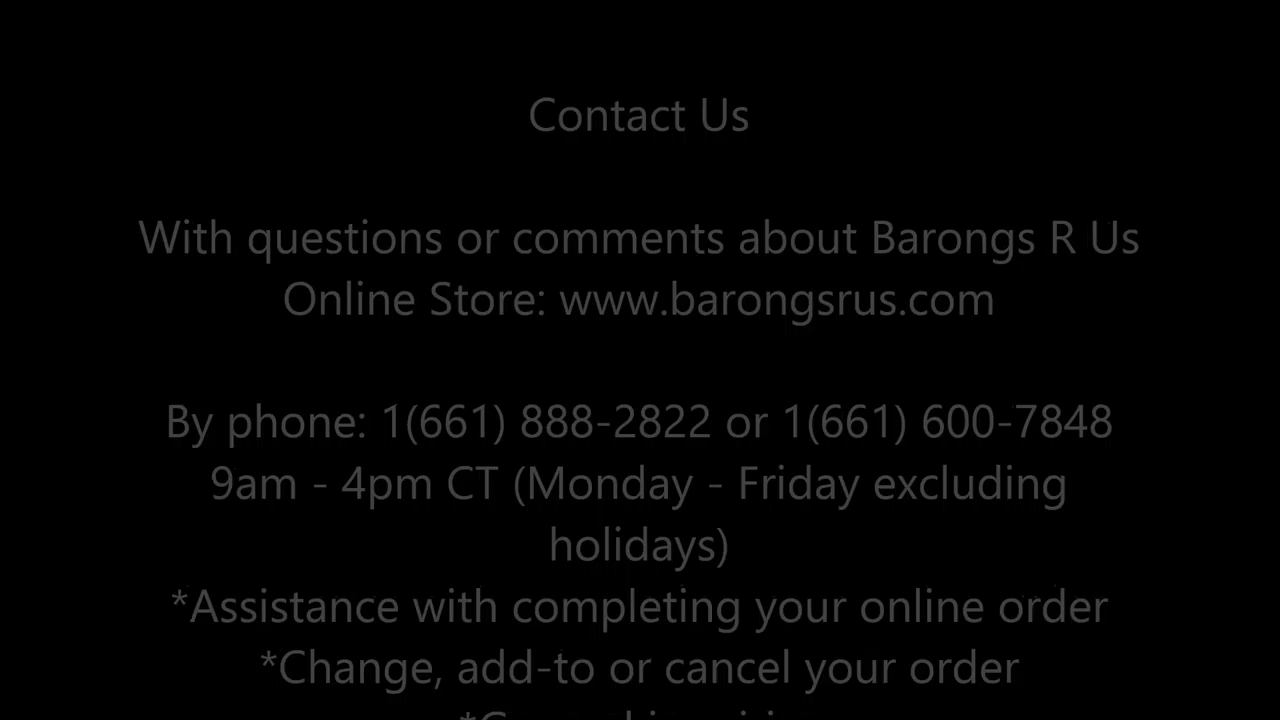 Contact Us
With questions or comments about Barongs R Us
Online Store: www.barongsrus.com
By phone: 1(661) 888-2822 or 1(661) 600-7848
9am - 4pm CT (Monday - Friday excluding
holidays)
*Assistance with completing your online order
*Change, add-to or cancel your order